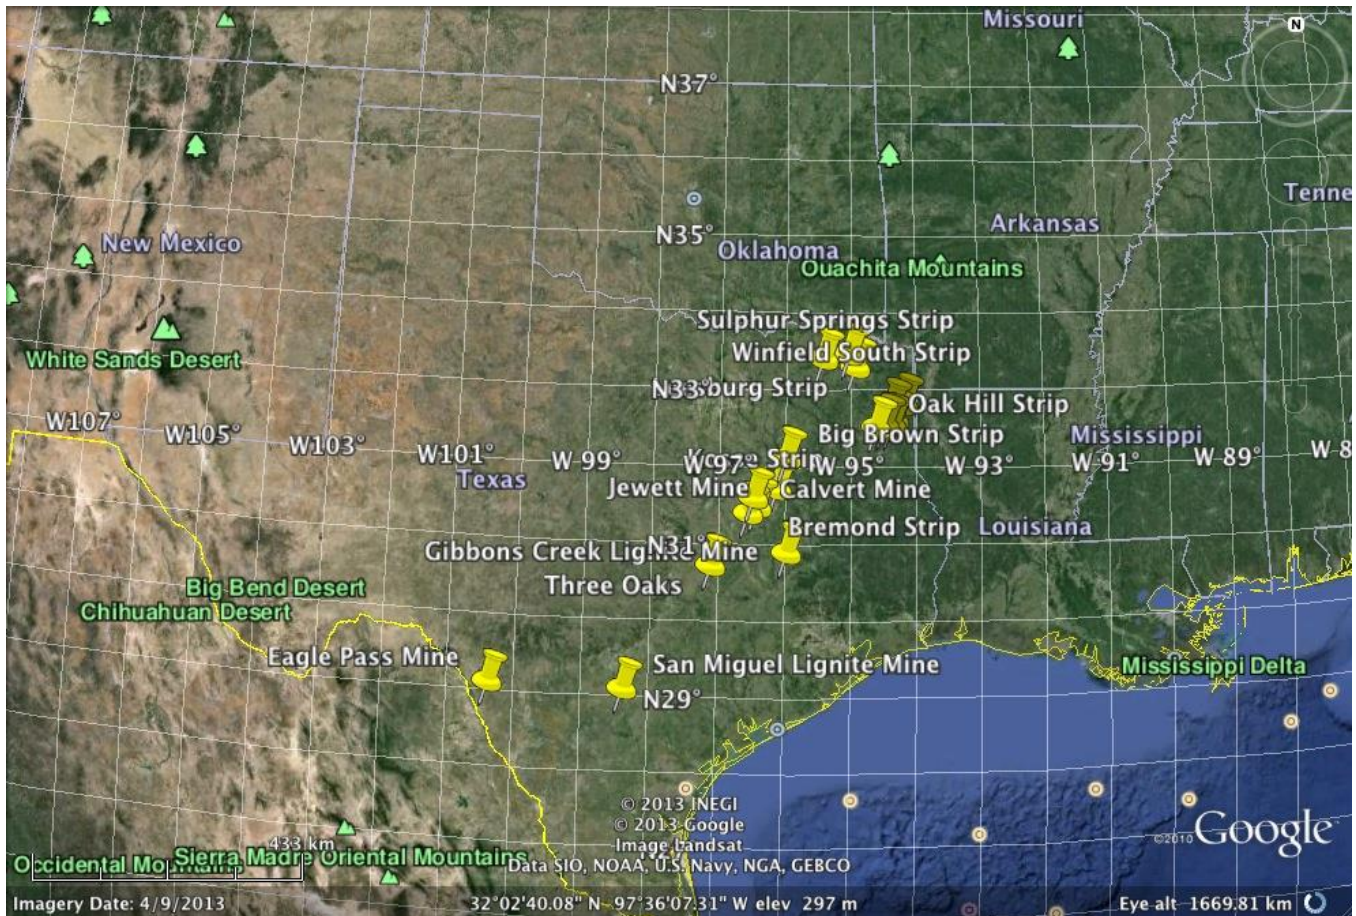 Missouri
N37°
Tenne
New Mexico
N35°
Arkansas
Oklahoma
Ouachita Mountains
Sulphur Springs Strip
White Sands Desert
Winfield South Strip
N33°
sburg Strip
Oak Hill Strip
W107°
W105°
Big Brown Strip
Mississippi
W103°
W101°
W 99°
W 97°
Strip
W 95°
W 93°
W 91°
W 89°
W 8
Texas
Jewett Mine
Calvert Mine
Bremond Strip
Louisiana
N31°
Gibbons Creek Lignite Mine
Three Oaks
Big Bend Desert
Chihuahuan Desert
Eagle Pass Mine
San Miguel Lignite Mine
Mississippi Delta
N29°
© 2013 INEGI
© 2013 Google
Image Landsat
Data SIO, NOAA, U.S. Navy, NGA, GEBCO
©2010 Google
433 km
Occidental Mountains
Sierra Madre Oriental Mountains
Imagery Date: 4/9/2013
32°02'40.08" N 97°36'07.31" W elev 297 m
Eye alt 1669.81 km
N